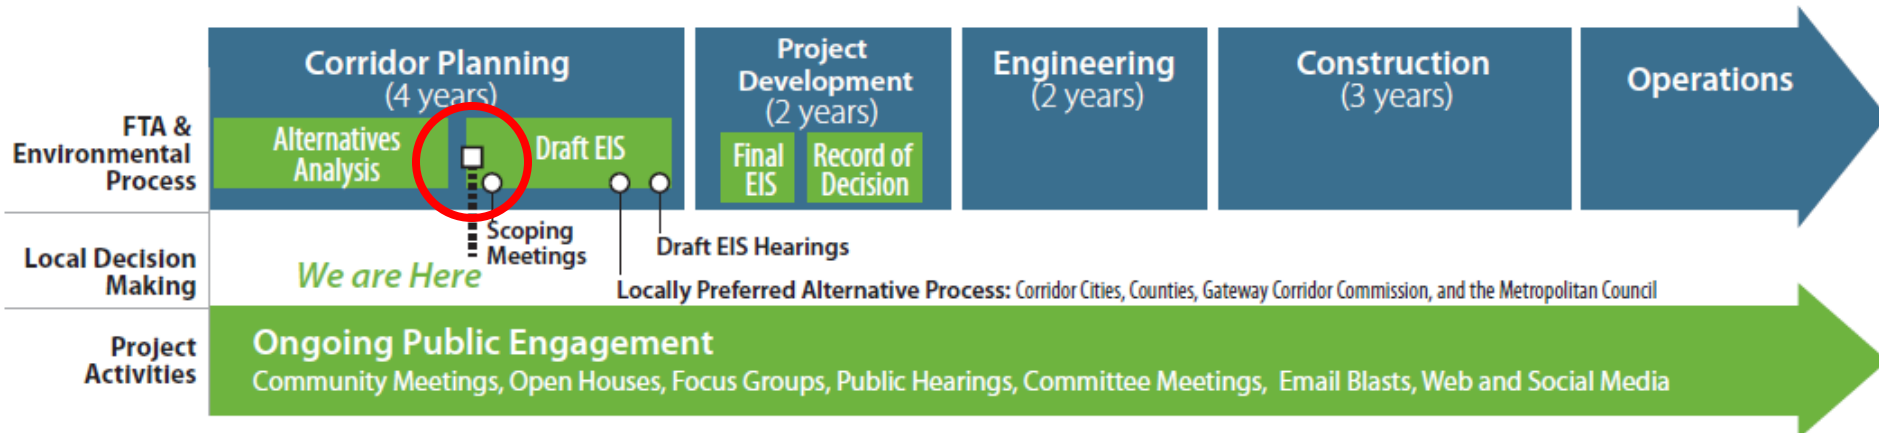 Corridor Planning
(4 years)
Project
Development
(2 years)
Engineering
(2 years)
Construction
(3 years)
Operations
FTA &
Environmental
Process
Alternatives
Analysis
Draft EIS
Final
EIS
Record of
Decision
Local Decision
Making
We are Here
Scoping
Meetings
Draft EIS Hearings
Locally Preferred Alternative Process: Corridor Cities, Counties, Gateway Corridor Commission, and the Metropolitan Council
Project
Activities
Ongoing Public Engagement
Community Meetings, Open Houses, Focus Groups, Public Hearings, Committee Meetings, Email Blasts, Web and Social Media